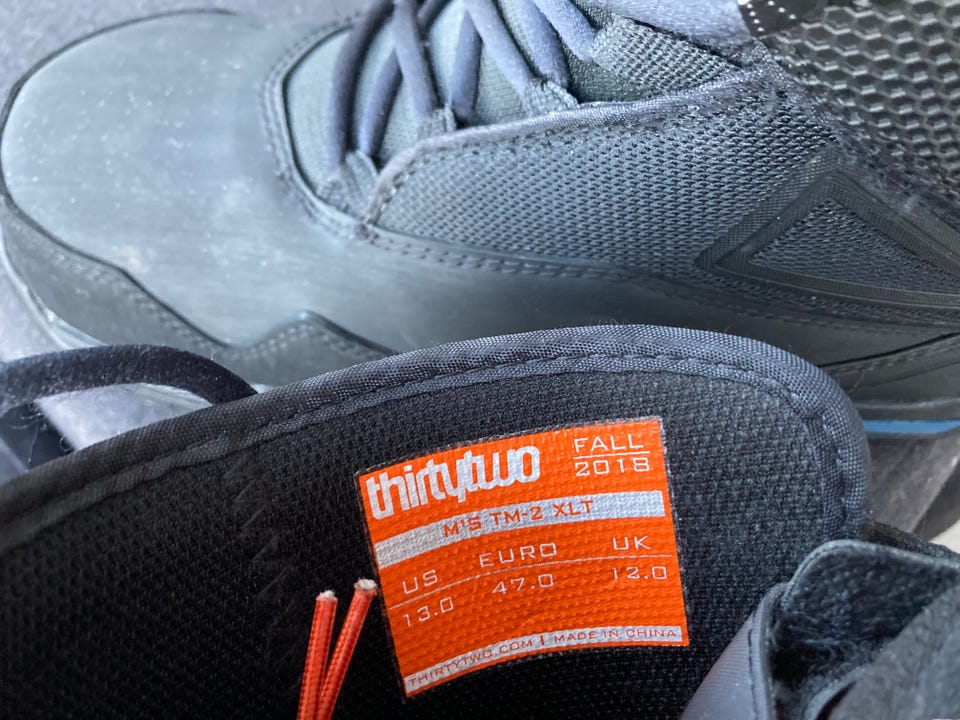 thirtytwo
FALL
2018
M'S TM-2 XLT
US EURO UK
13.0 47.0 12.0
THIRTYTWO.COM | MADE IN CHINA